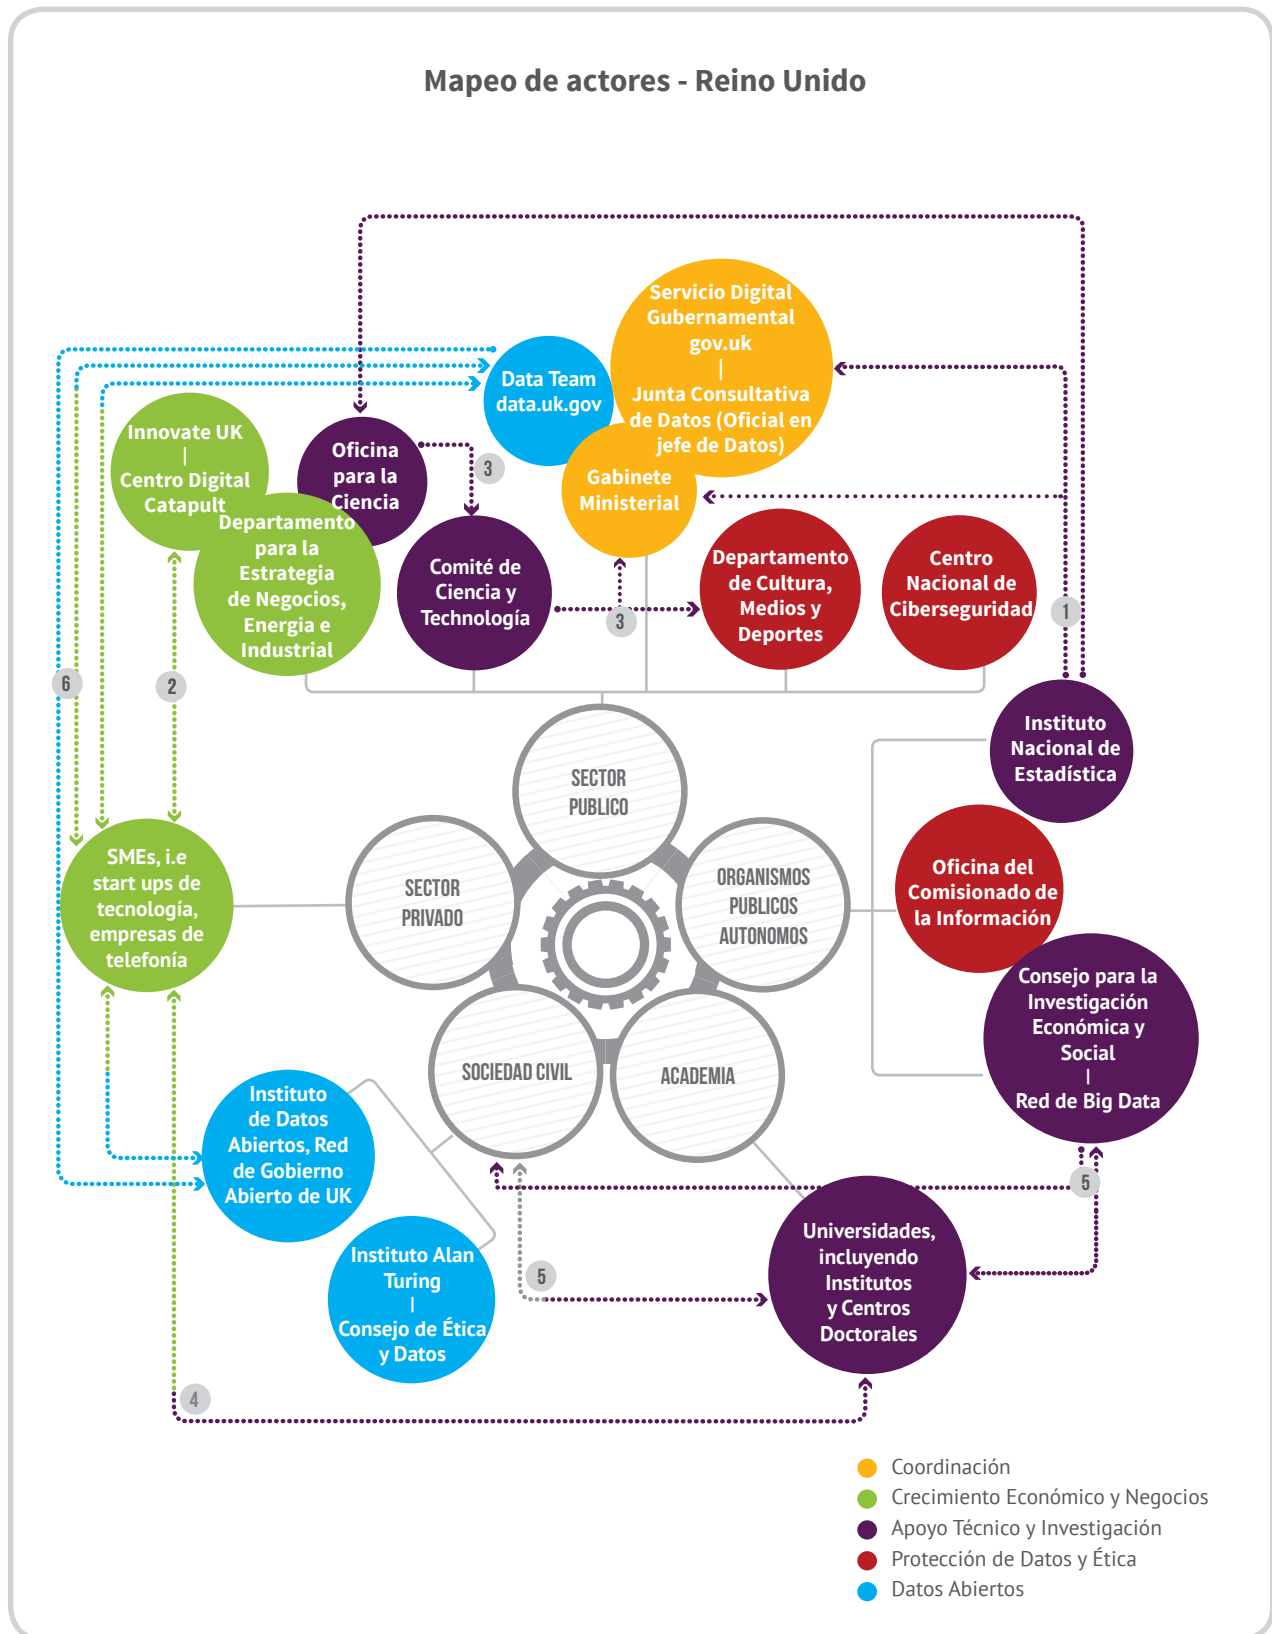 Mapeo de actores - Reino Unido
Servicio Digital
Gubernamental
gov.uk
|
Junta Consultativa
de Datos (Oficial en
jefe de Datos)
Data Team
data.uk.gov
Gabinete
Ministerial
Innovate UK
|
Centro Digital
Catapult
Oficina
para la
Ciencia
3
Departamento
para la
Estrategia
de Negocios,
Energia e
Industrial
Comité de
Ciencia y
Technología
3
Departamento
de Cultura,
Medios y
Deportes
Centro
Nacional de
Ciberseguridad
1
6
2
Instituto
Nacional de
Estadística
SECTOR
PUBLICO
SECTOR
PRIVADO
ORGANISMOS
PUBLICOS
AUTONOMOS
SOCIEDAD CIVIL
ACADEMIA
SMEs, i.e
start ups de
tecnología,
empresas de
telefonía
Oficina del
Comisionado de
la Información
Consejo para la
Investigación
Económica y
Social
|
Red de Big Data
5
Instituto
de Datos
Abiertos, Red
de Gobierno
Abierto de UK
Instituto Alan
Turing
|
Consejo de Ética
y Datos
5
Universidades,
incluyendo
Institutos
y Centros
Doctorales
4
Coordinación
Crecimiento Económico y Negocios
Apoyo Técnico y Investigación
Protección de Datos y Ética
Datos Abiertos